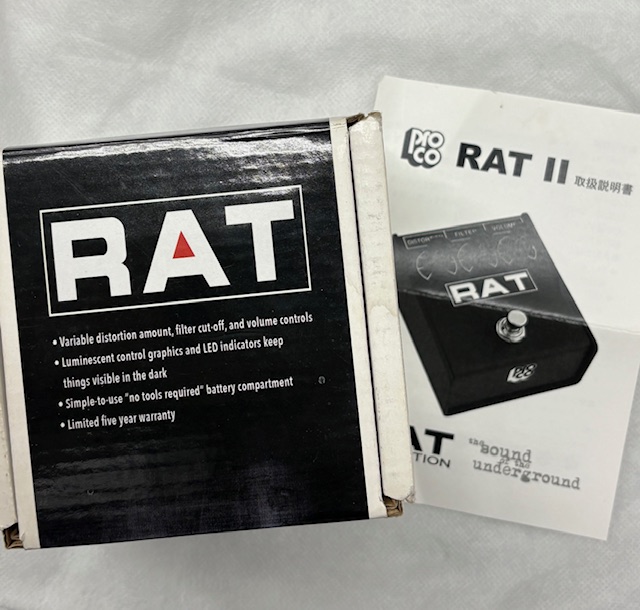 RAT
• Variable distortion amount, filter cut-off, and volume controls
• Luminescent control graphics and LED indicators keep
things visible in the dark
• Simple-to-use "no tools required" battery compartment
• Limited five year warranty
PRO
CO
RAT II 取扱説明書
DISTORTION FILTER VOLUME
RAT
PRO
CO
AT
TION
the sound
of the
underground